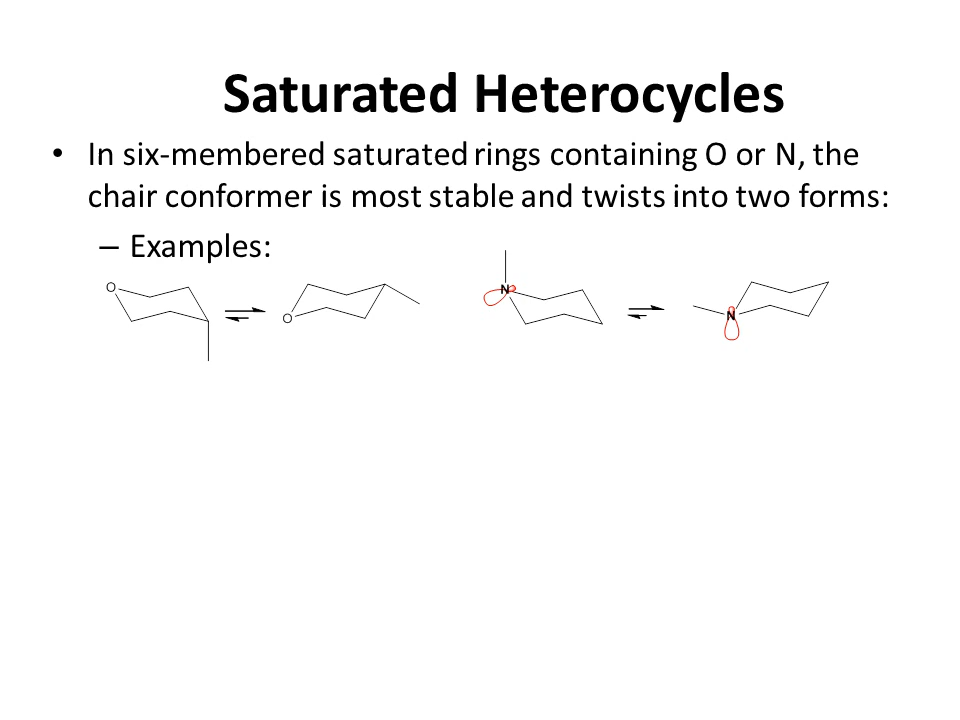 Saturated Heterocycles
• In six-membered saturated rings containing O or N, the
chair conformer is most stable and twists into two forms:
– Examples:
O
O
N
N